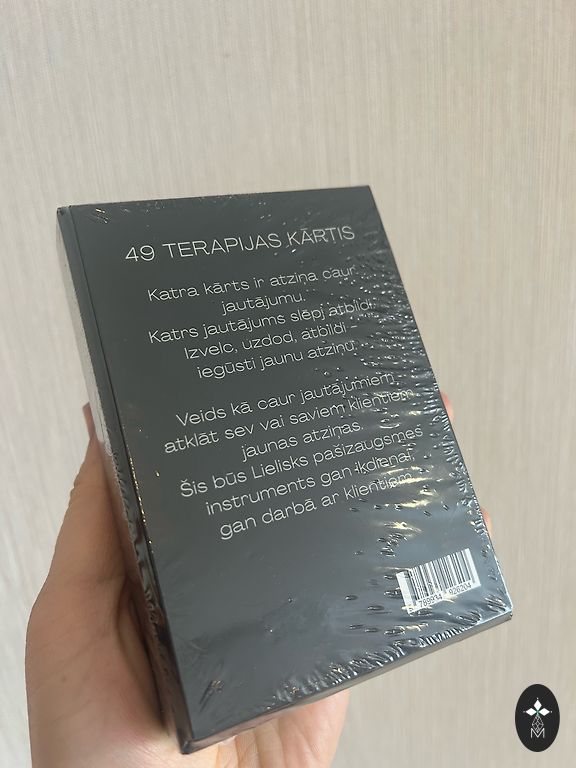 49 TERAPIJAS KĀRTIS
Katra kārts ir atziņa caur
jautājumu.
Katrs jautājums slēpj atbildi.
Izvelc, uzdod, atbildi –
iegūsti jaunu atziņu.
Veids kā caur jautājumiem,
atklāt sev vai saviem klientiem
jaunas atziņas.
Šis būs Lielisks pašizaugsmes
instruments gan ikdienai,
gan darbā ar klientiem.
M